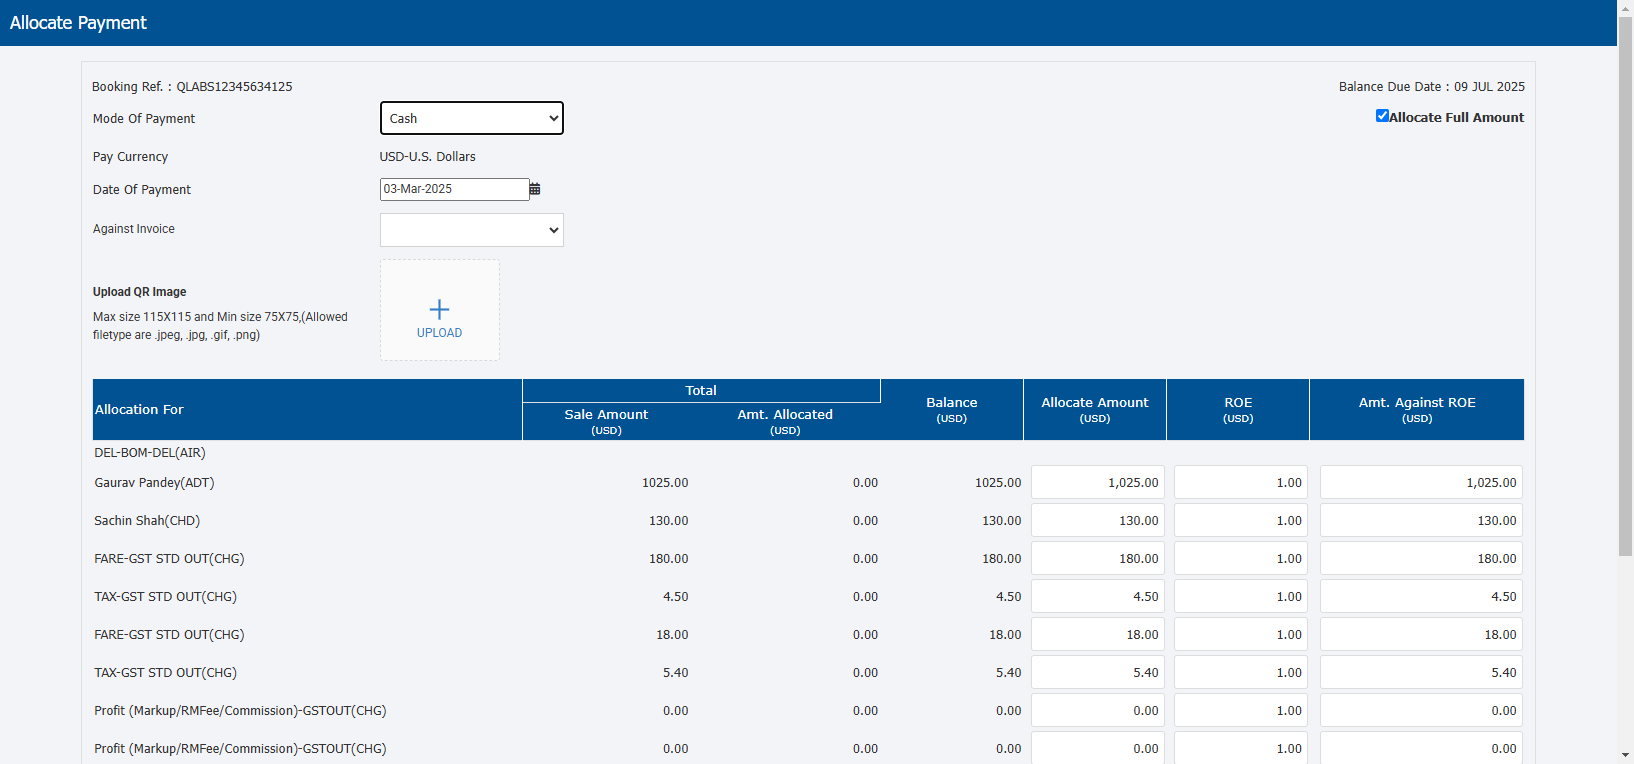 Allocate Payment
Booking Ref. : QLABS12345634125
Balance Due Date : 09 JUL 2025
Mode Of Payment
Cash
Allocate Full Amount
Pay Currency
USD-U.S. Dollars
Date Of Payment
03-Mar-2025
Against Invoice
Upload QR Image
Max size 115X115 and Min size 75X75,(Allowed
filetype are .jpeg, .jpg, .gif, .png)
UPLOAD
Allocation For
Total
Sale Amount
(USD)
Amt. Allocated
(USD)
Balance
(USD)
Allocate Amount
(USD)
ROE
(USD)
Amt. Against ROE
(USD)
DEL-BOM-DEL(AIR)
Gaurav Pandey(ADT) 1025.00 0.00 1025.00 1,025.00 1.00 1,025.00
Sachin Shah(CHD) 130.00 0.00 130.00 130.00 1.00 130.00
FARE-GST STD OUT(CHG) 180.00 0.00 180.00 180.00 1.00 180.00
TAX-GST STD OUT(CHG) 4.50 0.00 4.50 4.50 1.00 4.50
FARE-GST STD OUT(CHG) 18.00 0.00 18.00 18.00 1.00 18.00
TAX-GST STD OUT(CHG) 5.40 0.00 5.40 5.40 1.00 5.40
Profit (Markup/RMFee/Commission)-GSTOUT(CHG) 0.00 0.00 0.00 0.00 1.00 0.00
Profit (Markup/RMFee/Commission)-GSTOUT(CHG) 0.00 0.00 0.00 0.00 1.00 0.00